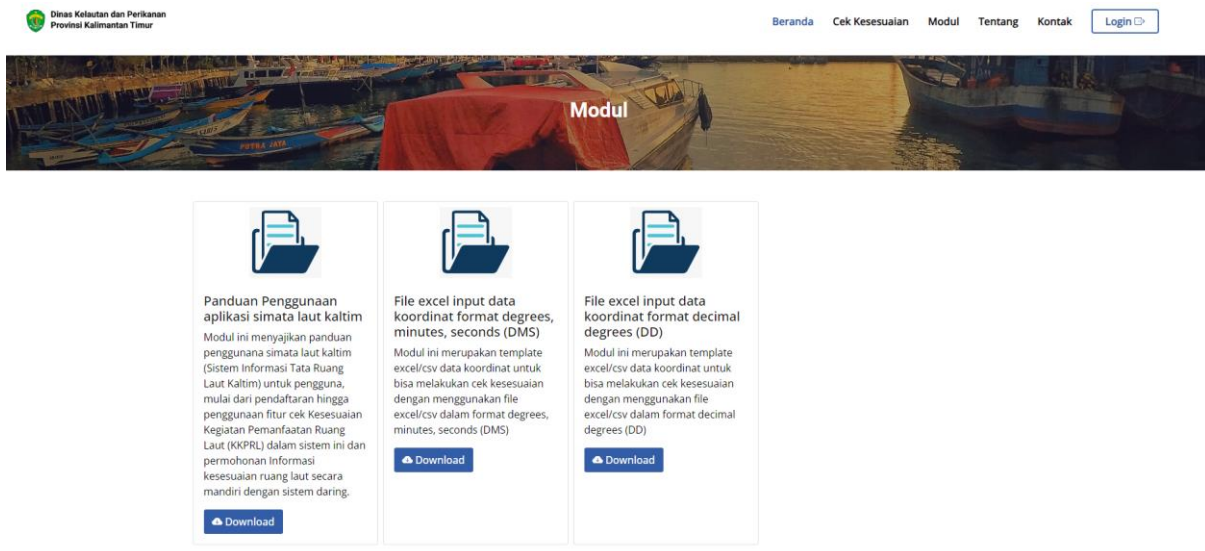 Dinas Kelautan dan Perikanan
Provinsi Kalimantan Timur
Beranda Cek Kesesuaian Modul Tentang Kontak Login
Modul
PUTRA JAYA
Panduan Penggunaan
aplikasi simata laut kaltim
Modul ini menyajikan panduan
penggunana simata laut kaltim
(Sistem Informasi Tata Ruang
Laut Kaltim) untuk pengguna,
mulai dari pendaftaran hingga
penggunaan fitur cek Kesesuaian
Kegiatan Pemanfaatan Ruang
Laut (KKPRL) dalam sistem ini dan
permohonan Informasi
kesesuaian ruang laut secara
mandiri dengan sistem daring.
Download
File excel input data
koordinat format degrees,
minutes, seconds (DMS)
Modul ini merupakan template
excel/csv data koordinat untuk
bisa melakukan cek kesesuaian
dengan menggunakan file
excel/csv dalam format degrees,
minutes, seconds (DMS)
Download
File excel input data
koordinat format decimal
degrees (DD)
Modul ini merupakan template
excel/csv data koordinat untuk
bisa melakukan cek kesesuaian
dengan menggunakan file
excel/csv dalam format decimal
degrees (DD)
Download